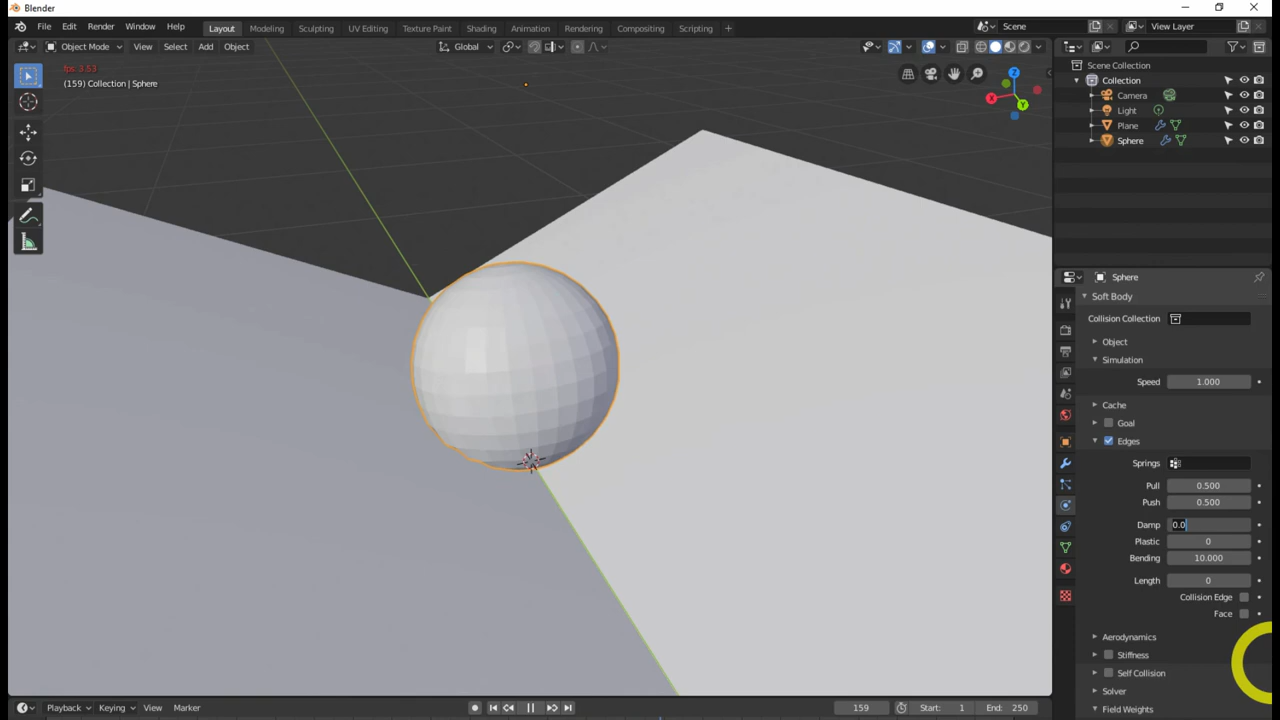 Blender
File Edit Render Window Help
Layout Modeling Sculpting UV Editing Texture Paint Shading Animation Rendering Compositing Scripting +
Scene
View Layer
Object Mode View Select Add Object
Global
fps: 3.53
(159) Collection | Sphere
X
Y
Z
Scene Collection
Collection
Camera
Light
Plane
Sphere
Sphere
Soft Body
Collision Collection
Object
Simulation
Speed 1.000
Cache
Goal
Edges
Springs
Pull 0.500
Push 0.500
Damp 0.0
Plastic 0
Bending 10.000
Length 0
Collision Edge
Face
Aerodynamics
Stiffness
Self Collision
Solver
Field Weights
Playback Keying View Marker
159
Start: 1
End: 250